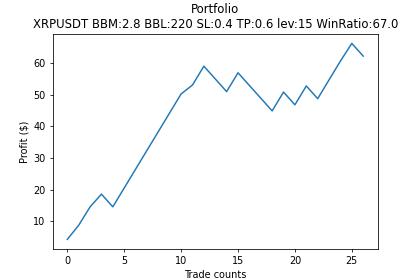 Portfolio
XRPUSDT BBM:2.8 BBL:220 SL:0.4 TP:0.6 lev:15 WinRatio:67.0
60
50
40
30
20
10
Profit ($)
0 5 10 15 20 25
Trade counts